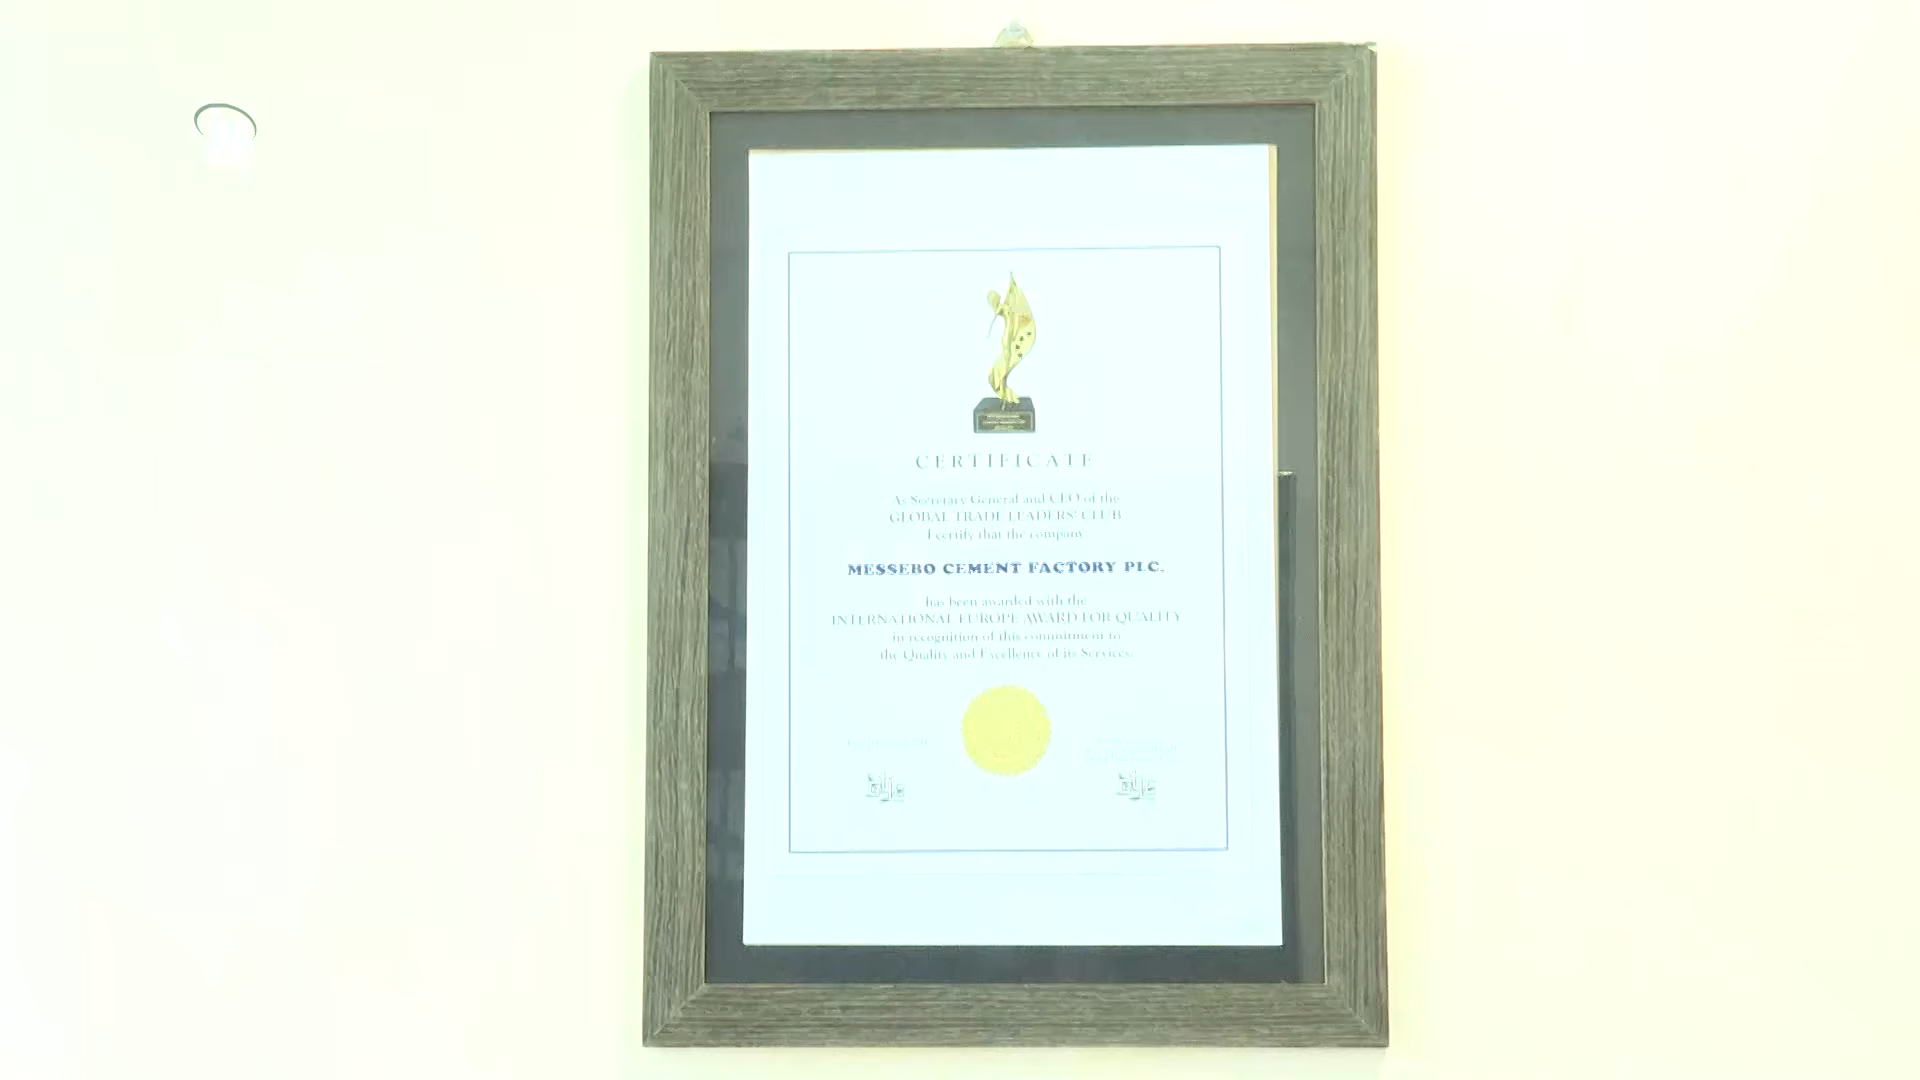 CERTIFICATE
As Secretary General and CEO of the
GLOBAL TRADE LEADERS' CLUB
I certify that the company
MESSEBO CEMENT FACTORY PLC.
has been awarded with the
INTERNATIONAL EUROPE AWARD FOR QUALITY
in recognition of this commitment to
the Quality and Excellence of its Services.